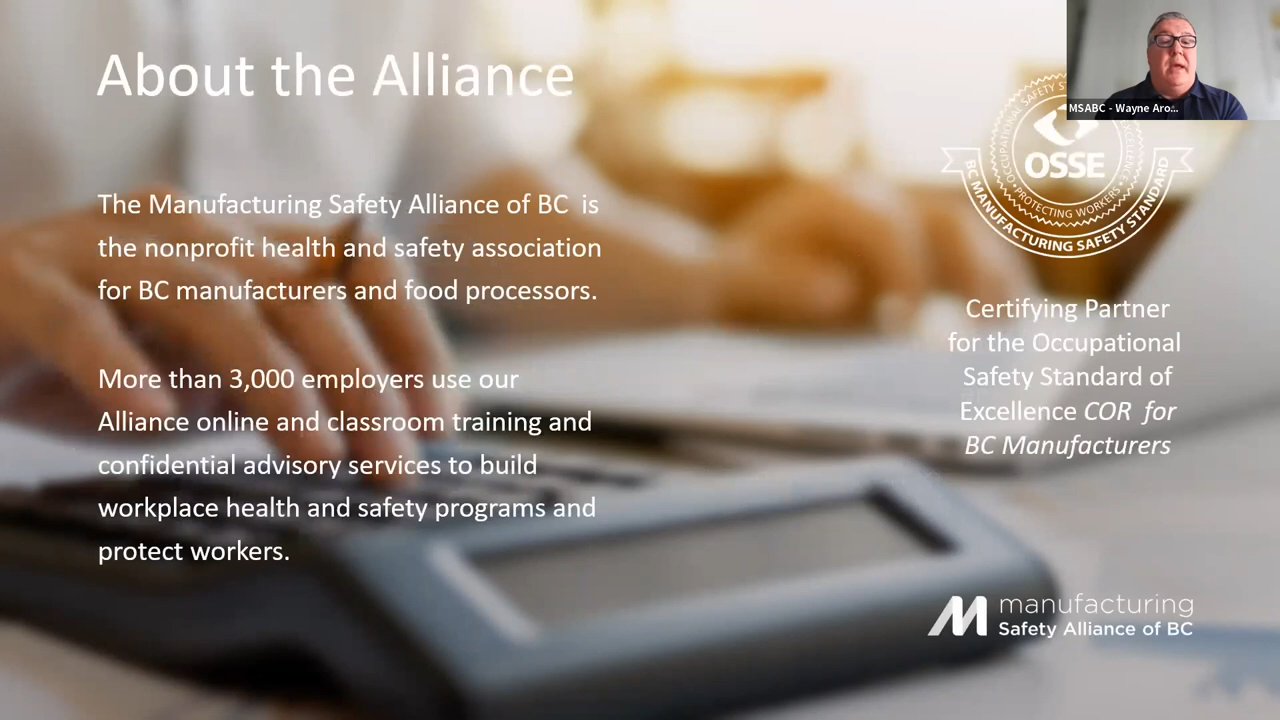 About the Alliance
The Manufacturing Safety Alliance of BC is
the nonprofit health and safety association
for BC manufacturers and food processors.
More than 3,000 employers use our
Alliance online and classroom training and
confidential advisory services to build
workplace health and safety programs and
protect workers.
MSABC - Wayne Aro...
OSSE
PROTECTING WORKERS
BC MANUFACTURING SAFETY STANDARD
Certifying Partner
for the Occupational
Safety Standard of
Excellence COR for
BC Manufacturers
manufacturing
Safety Alliance of BC